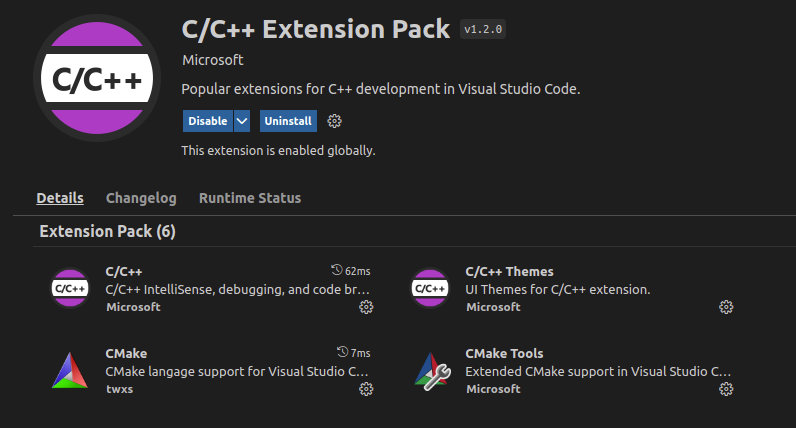 C/C++
C/C++ Extension Pack v1.2.0
Microsoft
Popular extensions for C++ development in Visual Studio Code.
Disable Uninstall
This extension is enabled globally.
Details Changelog Runtime Status
Extension Pack (6)
C/C++
C/C++ 62ms
C/C++ IntelliSense, debugging, and code br...
Microsoft
C/C++
C/C++ Themes
UI Themes for C/C++ extension.
Microsoft
CMake 7ms
CMake langage support for Visual Studio C...
twxs
CMake Tools
Extended CMake support in Visual Studio C...
Microsoft